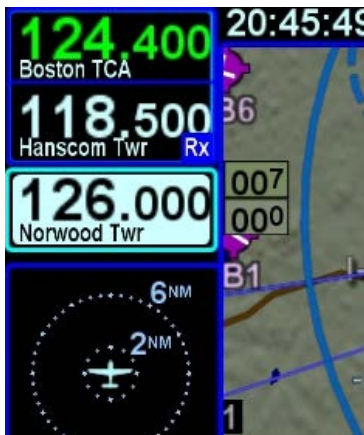 124.400
Boston TCA
118.500
Hanscom Twr Rx
126.000
Norwood Twr
6NM
2NM
20:45:49
B6
007
000
B1
1